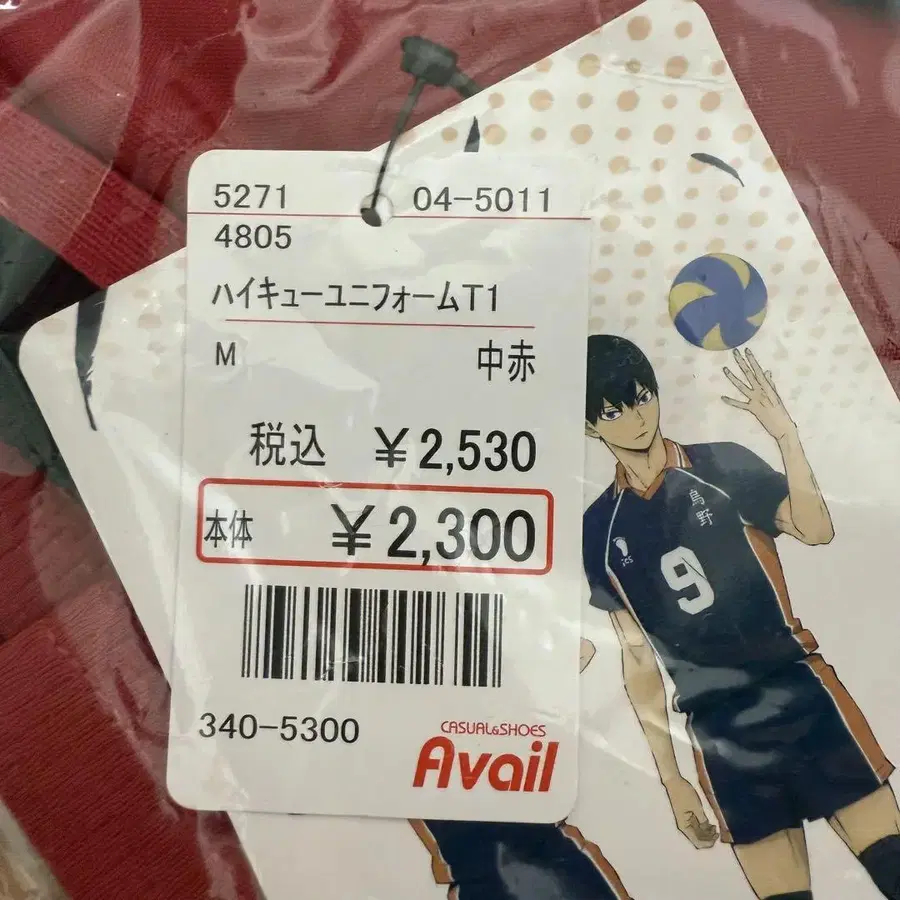 5271 04-5011
4805
ハイキューユニフォームT1
M 中赤
税込 ¥2,530
本体 ¥2,300
340-5300
CASUAL&SHOES
Avail
烏野
9